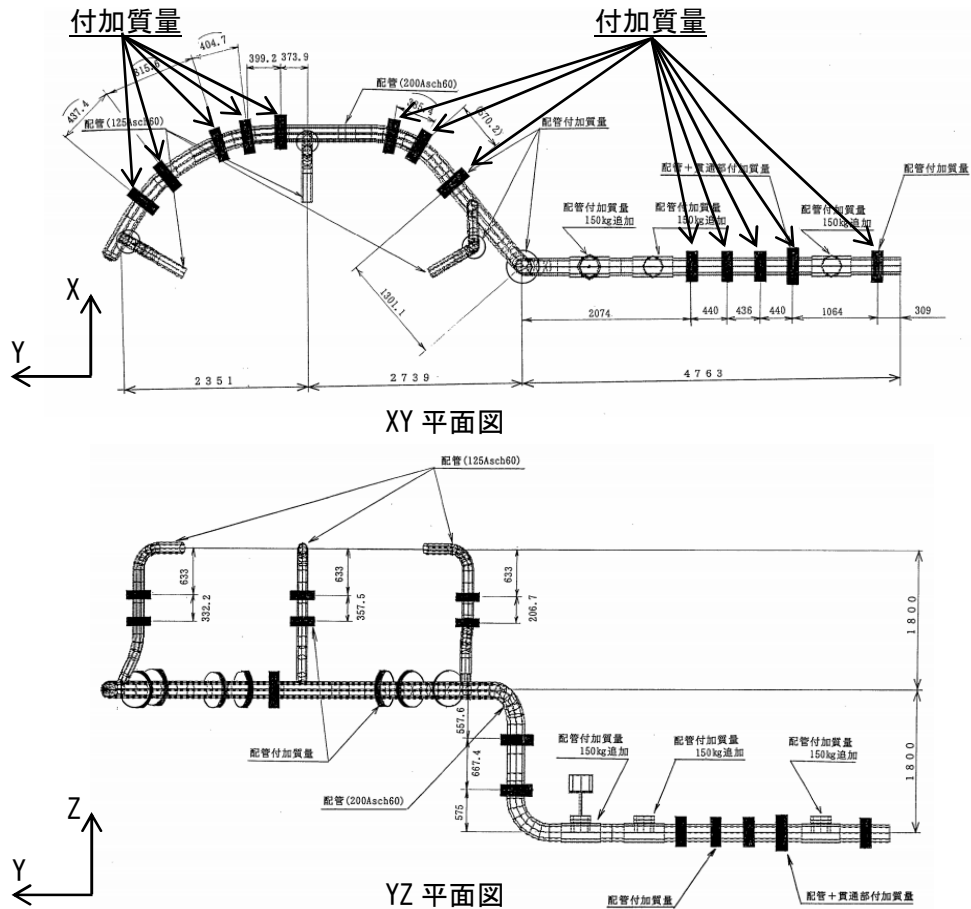 付加質量
付加質量
404.7
399.2
373.9
配管(200Asch60)
437.4
配管(125Asch60)
(570.2)
配管付加質量
配管+貫通部付加質量
配管付加質量
配管付加質量
150kg追加
配管付加質量
150kg追加
配管付加質量
150kg追加
X
Y
1301.1
2074
440
436
440
1064
309
2351
2739
4763
XY 平面図
配管(125Asch60)
633
332.2
633
357.5
633
206.7
1800
557.6
配管付加質量
667.4
配管付加質量
150kg追加
配管付加質量
150kg追加
配管付加質量
150kg追加
1800
配管(200Asch60)
575
Z
Y
配管付加質量
配管+貫通部付加質量
YZ 平面図